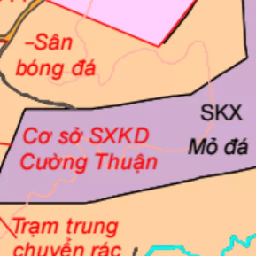 -Sân
bóng đá
SKX
Cơ sở SXKD
Mỏ đá
Cường Thuận
Trạm trung
chuyển rác